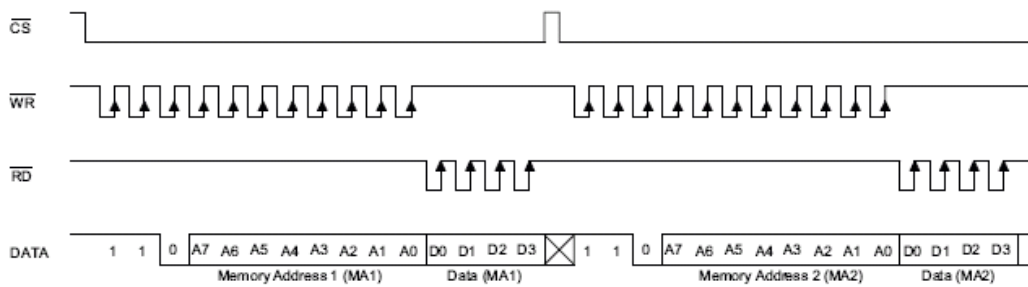 CS
WR
RD
DATA 1 1 0 A7 A6 A5 A4 A3 A2 A1 A0 D0 D1 D2 D3 1 1 0 A7 A6 A5 A4 A3 A2 A1 A0 D0 D1 D2 D3
Memory Address 1 (MA1) Data (MA1) Memory Address 2 (MA2) Data (MA2)